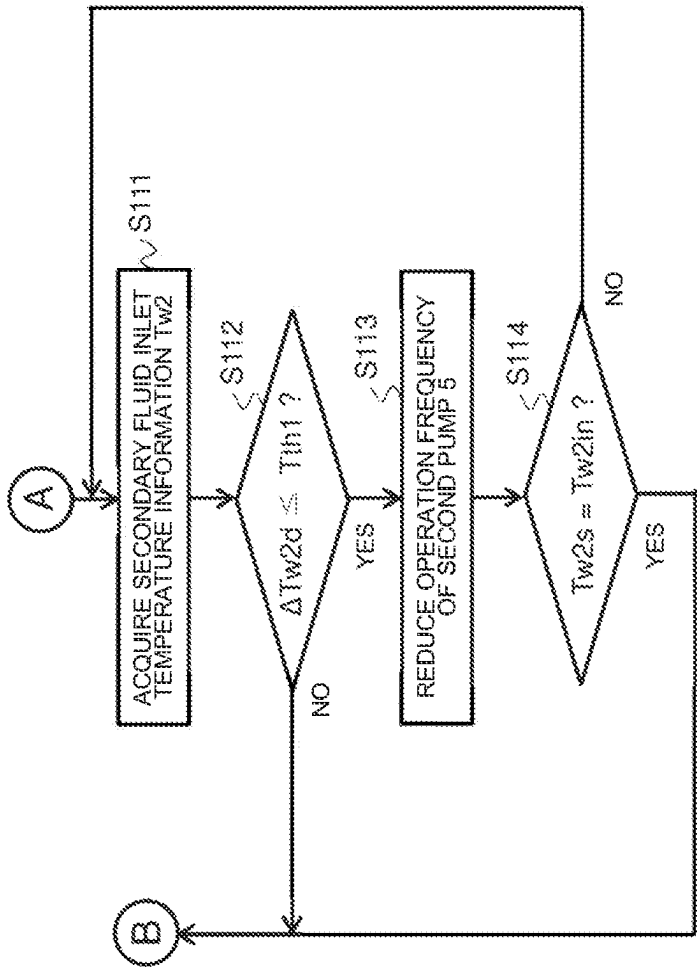 A
ACQUIRE SECONDARY FLUID INLET
TEMPERATURE INFORMATION Tw2
S111
S112
ΔTw2d ≤ Tth1 ?
NO
YES
S113
REDUCE OPERATION FREQUENCY
OF SECOND PUMP 5
S114
Tw2s = Tw2in ?
NO
YES
B